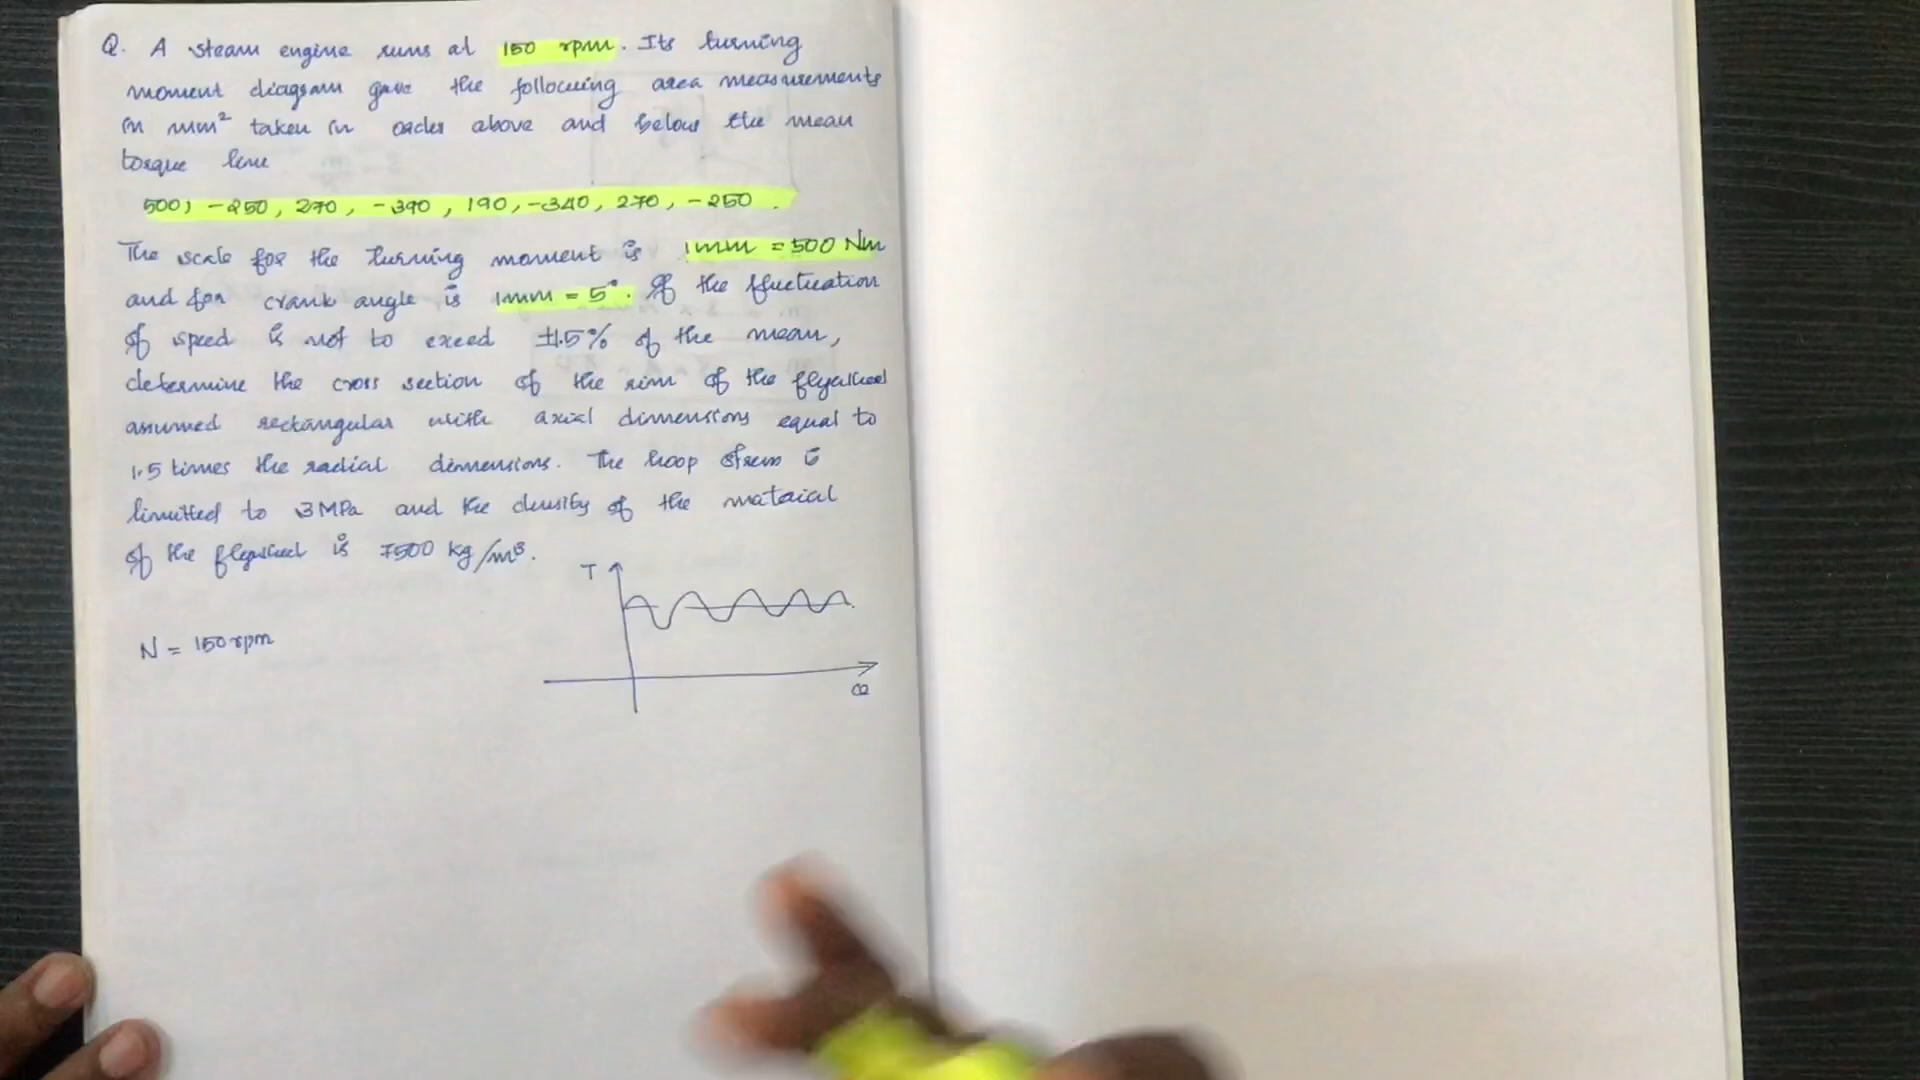 Q. A steam engine runs at 150 rpm. Its turning
moment diagram gave the following area measurements
in mm² taken in order above and below the mean
torque line
500, -250, 270, -390, 190, -340, 270, -250.
The scale for the turning moment is 1mm = 500 Nm
and for crank angle is 1mm = 5°. If the fluctuation
of speed is not to exceed ±1.5% of the mean,
determine the cross section of the rim of the flywheel
assumed rectangular with axial dimensions equal to
1.5 times the radial dimensions. The hoop stress is
limitted to 3MPa and the density of the material
of the flywheel is 7500 kg/m³.
T
N = 150rpm